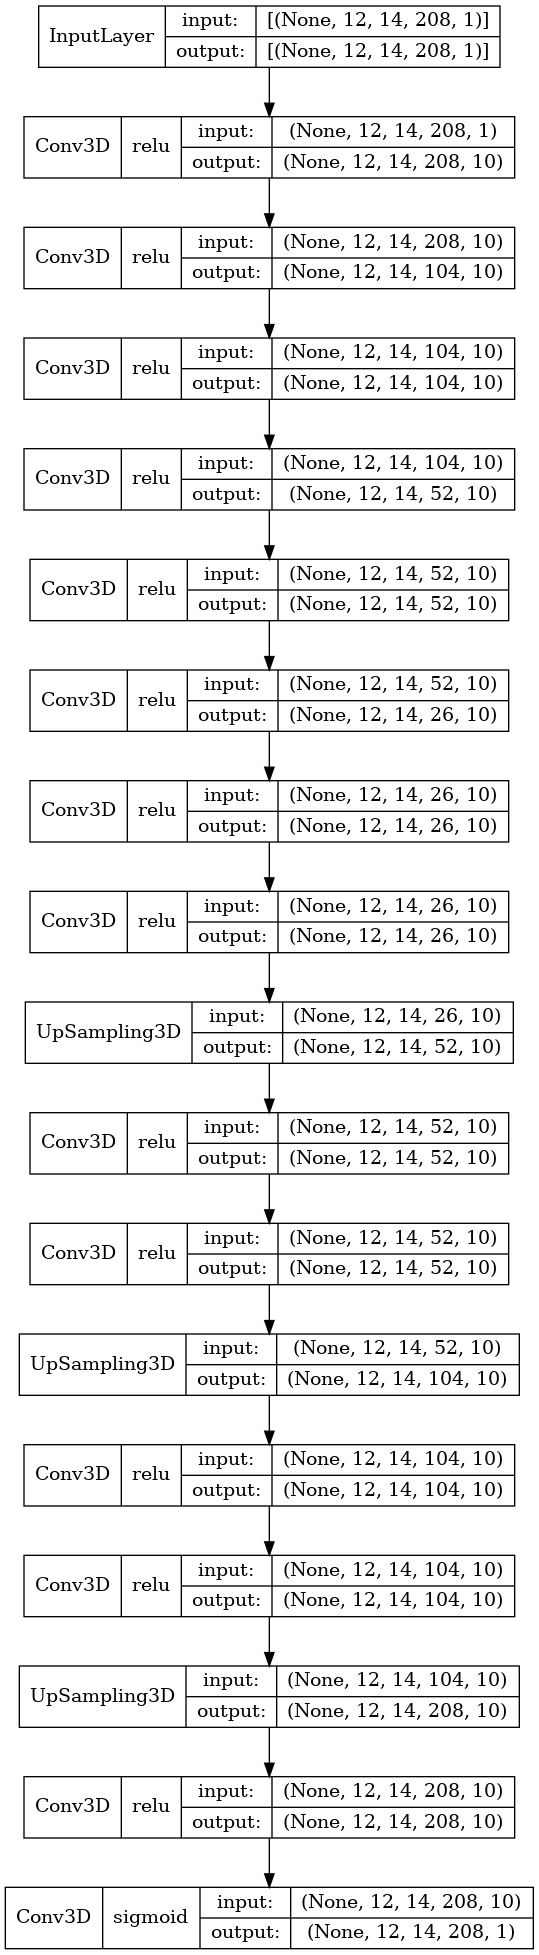 InputLayer input: [(None, 12, 14, 208, 1)]
output: [(None, 12, 14, 208, 1)]
Conv3D relu input: (None, 12, 14, 208, 1)
output: (None, 12, 14, 208, 10)
Conv3D relu input: (None, 12, 14, 208, 10)
output: (None, 12, 14, 104, 10)
Conv3D relu input: (None, 12, 14, 104, 10)
output: (None, 12, 14, 104, 10)
Conv3D relu input: (None, 12, 14, 104, 10)
output: (None, 12, 14, 52, 10)
Conv3D relu input: (None, 12, 14, 52, 10)
output: (None, 12, 14, 52, 10)
Conv3D relu input: (None, 12, 14, 52, 10)
output: (None, 12, 14, 26, 10)
Conv3D relu input: (None, 12, 14, 26, 10)
output: (None, 12, 14, 26, 10)
Conv3D relu input: (None, 12, 14, 26, 10)
output: (None, 12, 14, 26, 10)
UpSampling3D input: (None, 12, 14, 26, 10)
output: (None, 12, 14, 52, 10)
Conv3D relu input: (None, 12, 14, 52, 10)
output: (None, 12, 14, 52, 10)
Conv3D relu input: (None, 12, 14, 52, 10)
output: (None, 12, 14, 52, 10)
UpSampling3D input: (None, 12, 14, 52, 10)
output: (None, 12, 14, 104, 10)
Conv3D relu input: (None, 12, 14, 104, 10)
output: (None, 12, 14, 104, 10)
Conv3D relu input: (None, 12, 14, 104, 10)
output: (None, 12, 14, 104, 10)
UpSampling3D input: (None, 12, 14, 104, 10)
output: (None, 12, 14, 208, 10)
Conv3D relu input: (None, 12, 14, 208, 10)
output: (None, 12, 14, 208, 10)
Conv3D sigmoid input: (None, 12, 14, 208, 10)
output: (None, 12, 14, 208, 1)